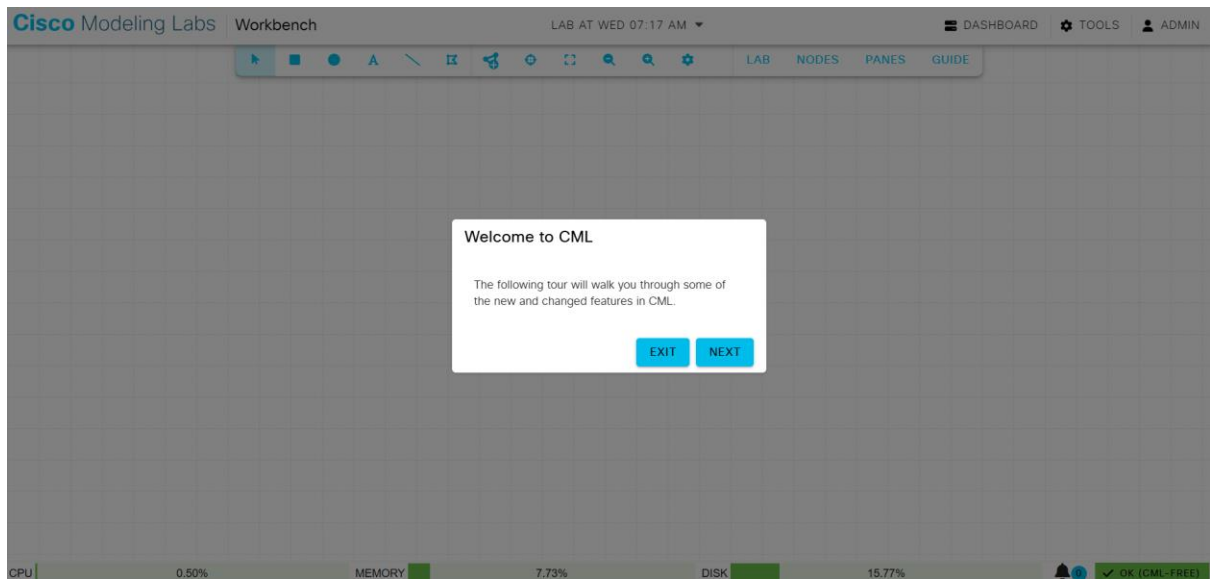 Cisco Modeling Labs Workbench LAB AT WED 07:17 AM DASHBOARD TOOLS ADMIN
A LAB NODES PANES GUIDE
Welcome to CML
The following tour will walk you through some of
the new and changed features in CML.
EXIT NEXT
CPU 0.50% MEMORY 7.73% DISK 15.77% 0 OK (CML-FREE)